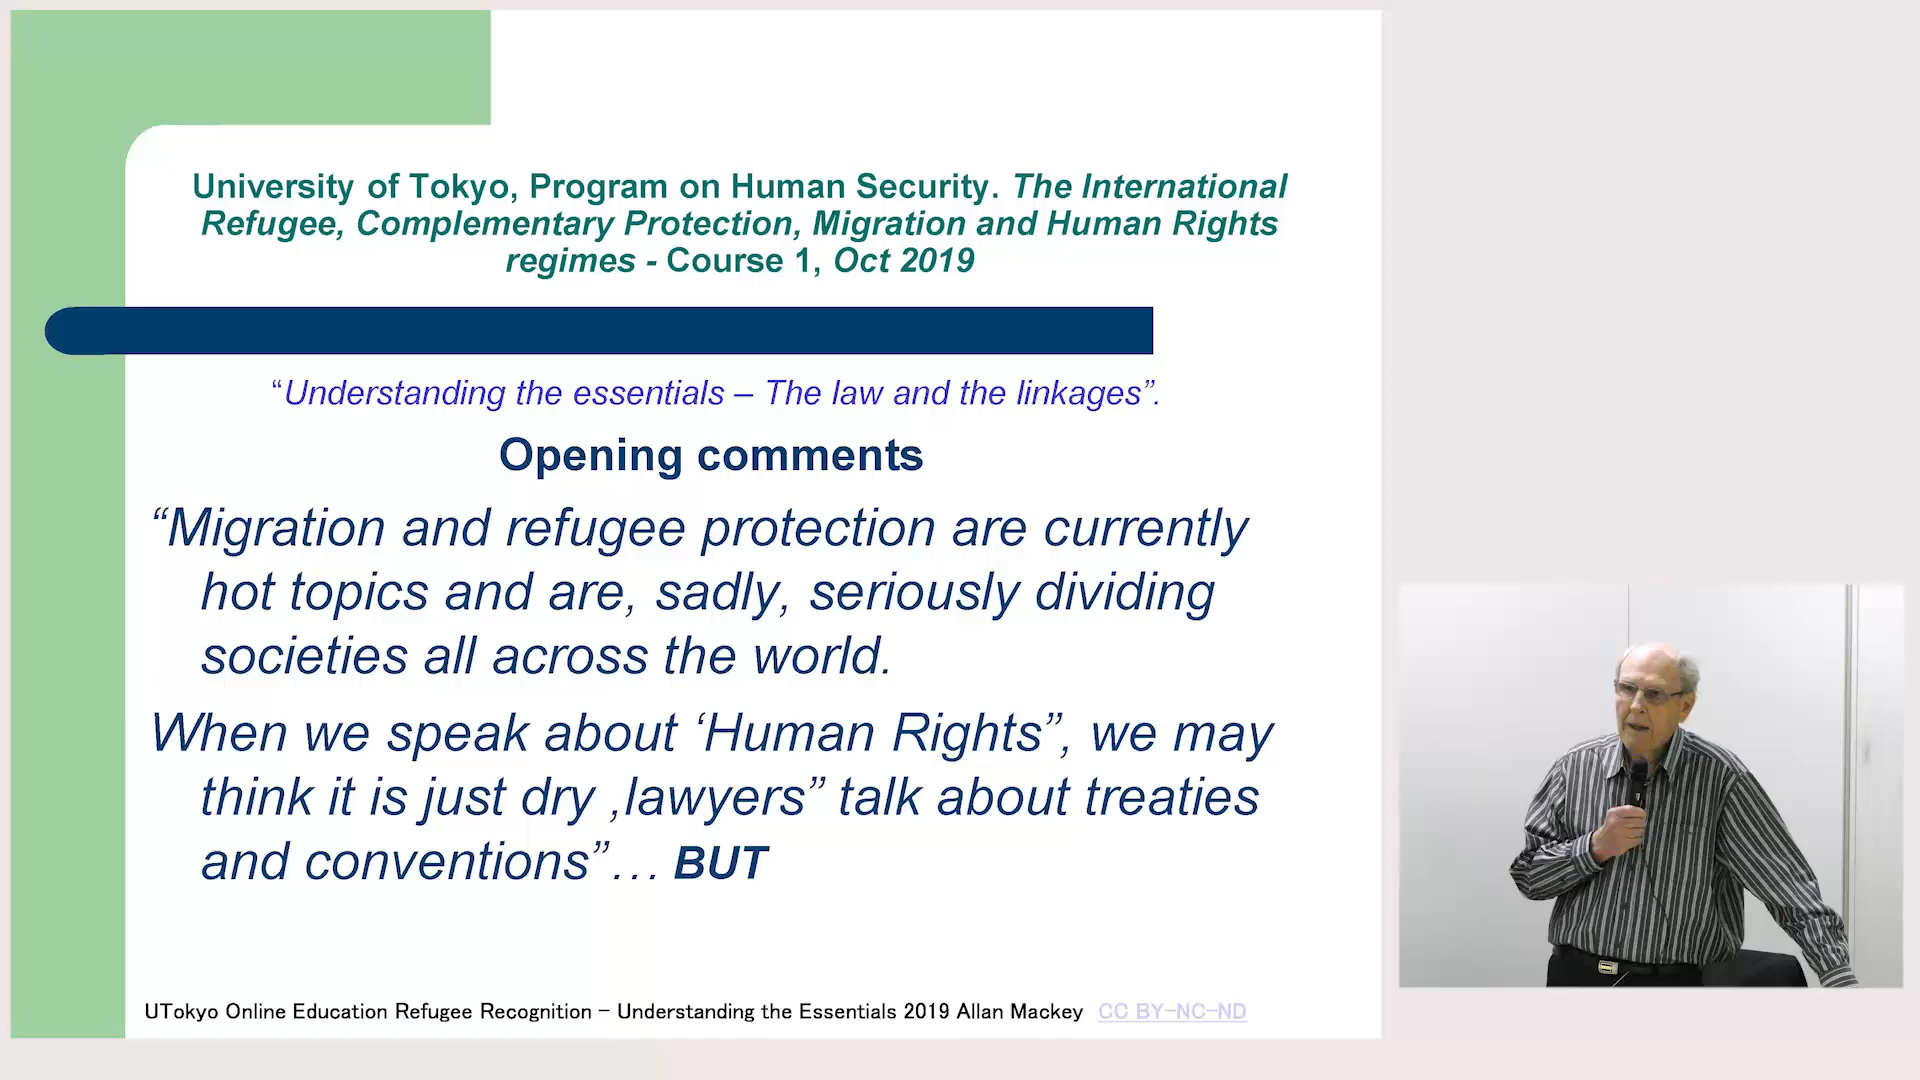 University of Tokyo, Program on Human Security. The International
Refugee, Complementary Protection, Migration and Human Rights
regimes - Course 1, Oct 2019
“Understanding the essentials – The law and the linkages”.
Opening comments
“Migration and refugee protection are currently
hot topics and are, sadly, seriously dividing
societies all across the world.
When we speak about ‘Human Rights”, we may
think it is just dry ‚lawyers” talk about treaties
and conventions”… BUT
UTokyo Online Education Refugee Recognition − Understanding the Essentials 2019 Allan Mackey CC BY−NC−ND